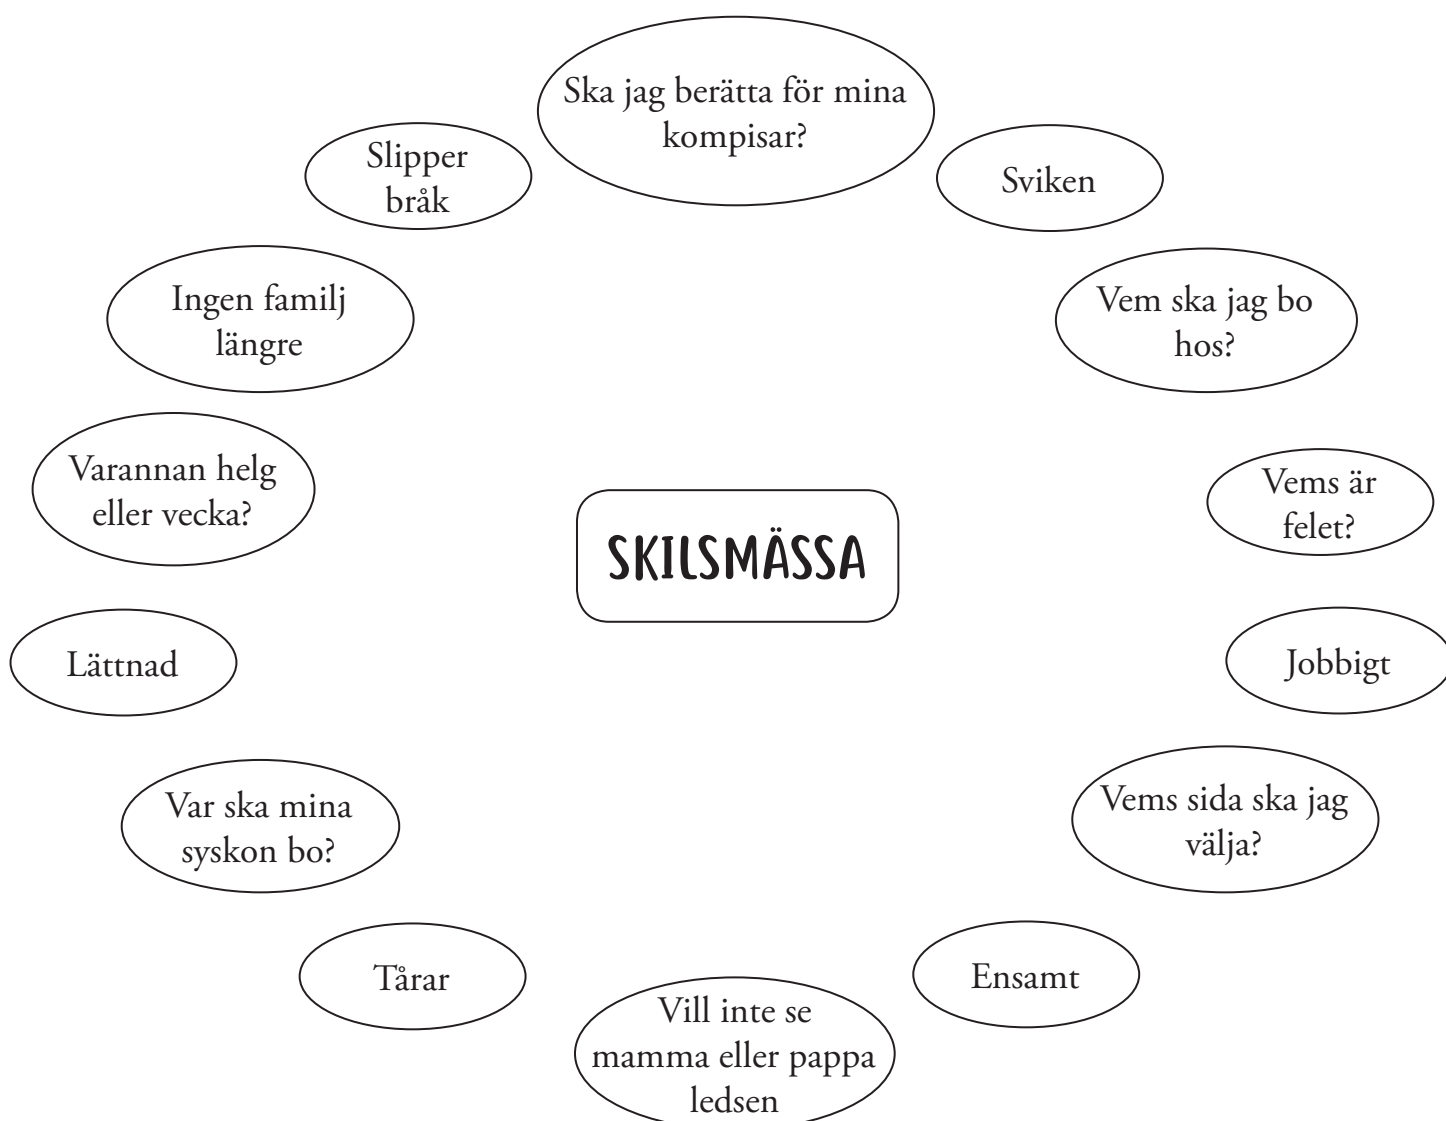 Ska jag berätta för mina
kompisar?
Slipper
bråk
Sviken
Ingen familj
längre
Vem ska jag bo
hos?
Varannan helg
eller vecka?
Vems är
felet?
SKILSMÄSSA
Lättnad
Jobbigt
Var ska mina
syskon bo?
Vems sida ska jag
välja?
Tårar
Ensamt
Vill inte se
mamma eller pappa
ledsen